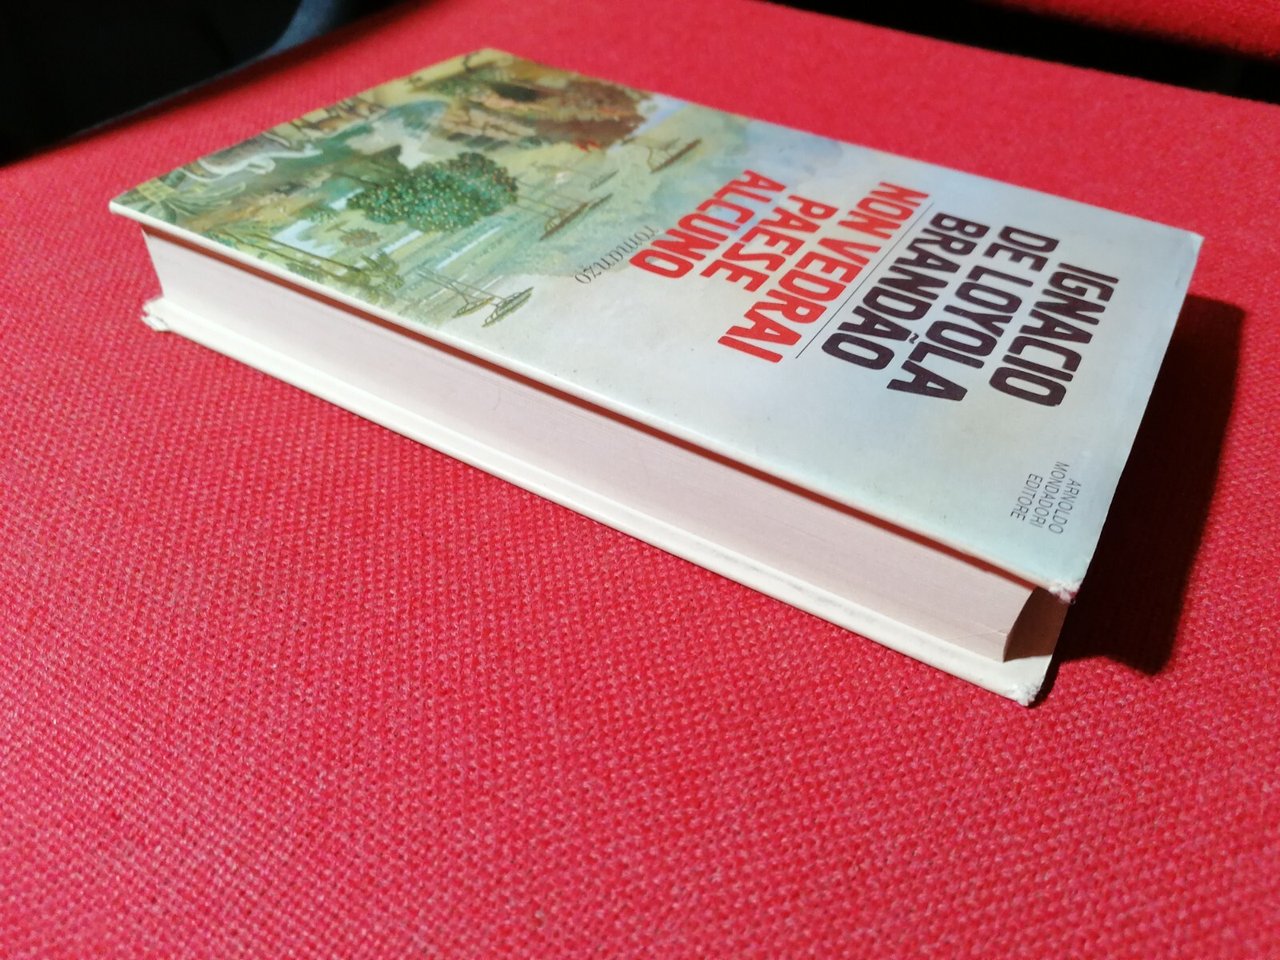 IGNACIO
DE LOYOLA
BRANDÃO
NON VEDRAI
PAESE
ALCUNO
romanzo
ARNOLDO
MONDADORI
EDITORE